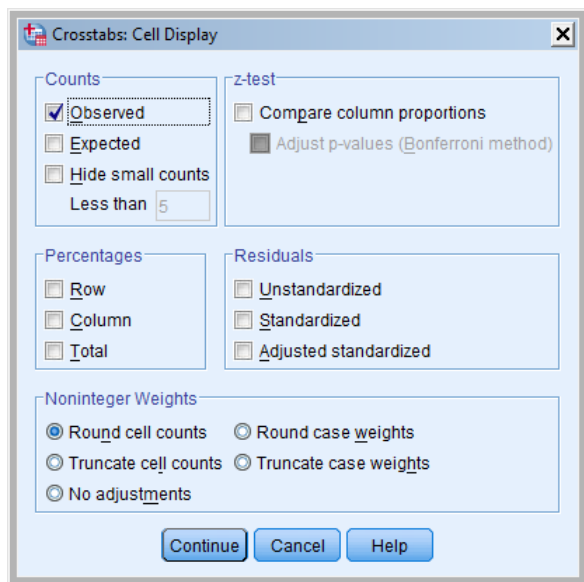 Crosstabs: Cell Display
Counts
Observed
Expected
Hide small counts
Less than 5
z-test
Compare column proportions
Adjust p-values (Bonferroni method)
Percentages
Row
Column
Total
Residuals
Unstandardized
Standardized
Adjusted standardized
Noninteger Weights
Round cell counts Round case weights
Truncate cell counts Truncate case weights
No adjustments
Continue Cancel Help